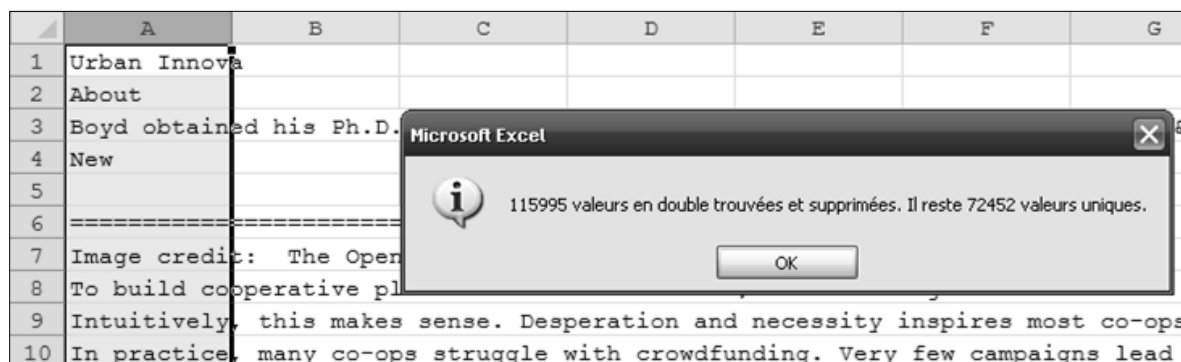 A B C D E F G
1 Urban Innova
2 About
3 Boyd obtained his Ph.D.
Microsoft Excel
4 New
5
115995 valeurs en double trouvées et supprimées. Il reste 72452 valeurs uniques.
6 ================================
7 Image credit: The Open
OK
8 To build cooperative pl
9 Intuitively, this makes sense. Desperation and necessity inspires most co-ops
10 In practice, many co-ops struggle with crowdfunding. Very few campaigns lead